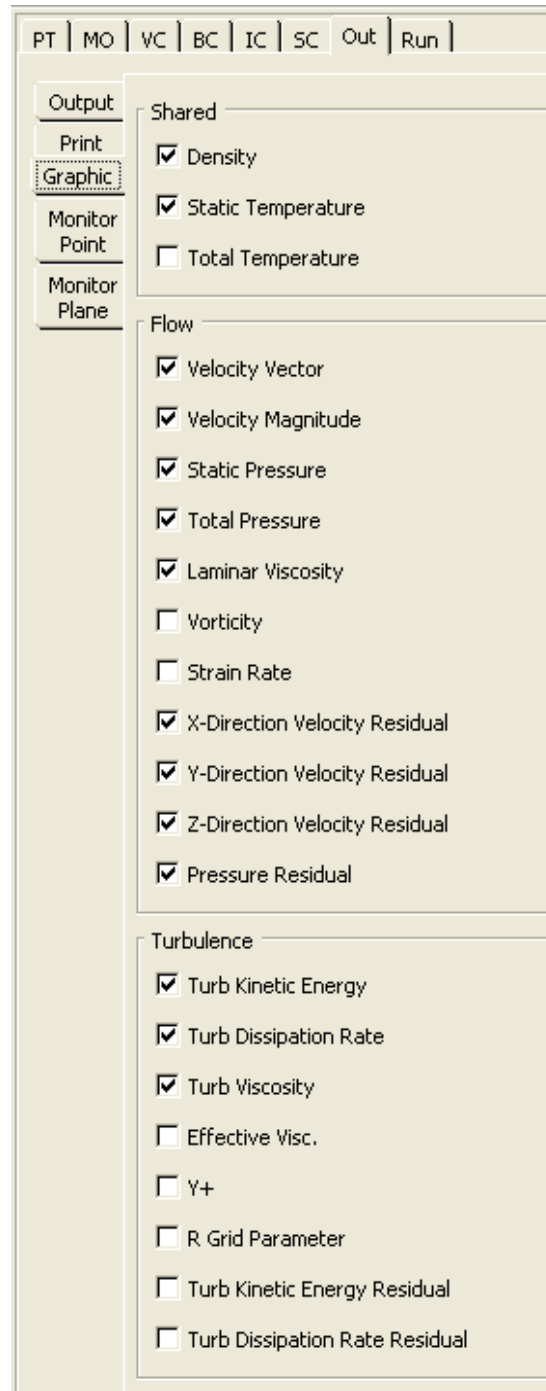 PT MO VC BC IC SC Out Run
Output
Print
Graphic
Monitor
Point
Monitor
Plane
Shared
Density
Static Temperature
Total Temperature
Flow
Velocity Vector
Velocity Magnitude
Static Pressure
Total Pressure
Laminar Viscosity
Vorticity
Strain Rate
X-Direction Velocity Residual
Y-Direction Velocity Residual
Z-Direction Velocity Residual
Pressure Residual
Turbulence
Turb Kinetic Energy
Turb Dissipation Rate
Turb Viscosity
Effective Visc.
Y+
R Grid Parameter
Turb Kinetic Energy Residual
Turb Dissipation Rate Residual